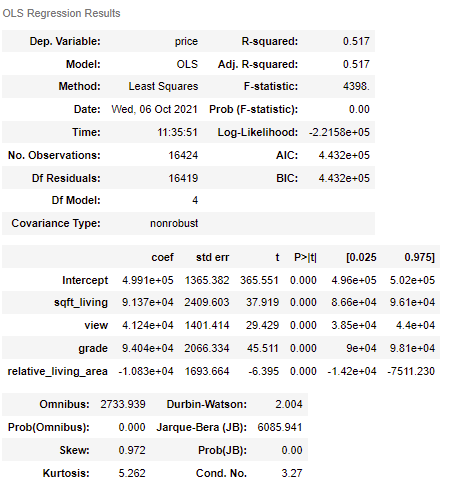 OLS Regression Results
Dep. Variable: price R-squared: 0.517
Model: OLS Adj. R-squared: 0.517
Method: Least Squares F-statistic: 4398.
Date: Wed, 06 Oct 2021 Prob (F-statistic): 0.00
Time: 11:35:51 Log-Likelihood: -2.2158e+05
No. Observations: 16424 AIC: 4.432e+05
Df Residuals: 16419 BIC: 4.432e+05
Df Model: 4
Covariance Type: nonrobust
coef std err t P>|t| [0.025 0.975]
Intercept 4.991e+05 1365.382 365.551 0.000 4.96e+05 5.02e+05
sqft_living 9.137e+04 2409.603 37.919 0.000 8.66e+04 9.61e+04
view 4.124e+04 1401.414 29.429 0.000 3.85e+04 4.4e+04
grade 9.404e+04 2066.334 45.511 0.000 9e+04 9.81e+04
relative_living_area -1.083e+04 1693.664 -6.395 0.000 -1.42e+04 -7511.230
Omnibus: 2733.939 Durbin-Watson: 2.004
Prob(Omnibus): 0.000 Jarque-Bera (JB): 6085.941
Skew: 0.972 Prob(JB): 0.00
Kurtosis: 5.262 Cond. No. 3.27